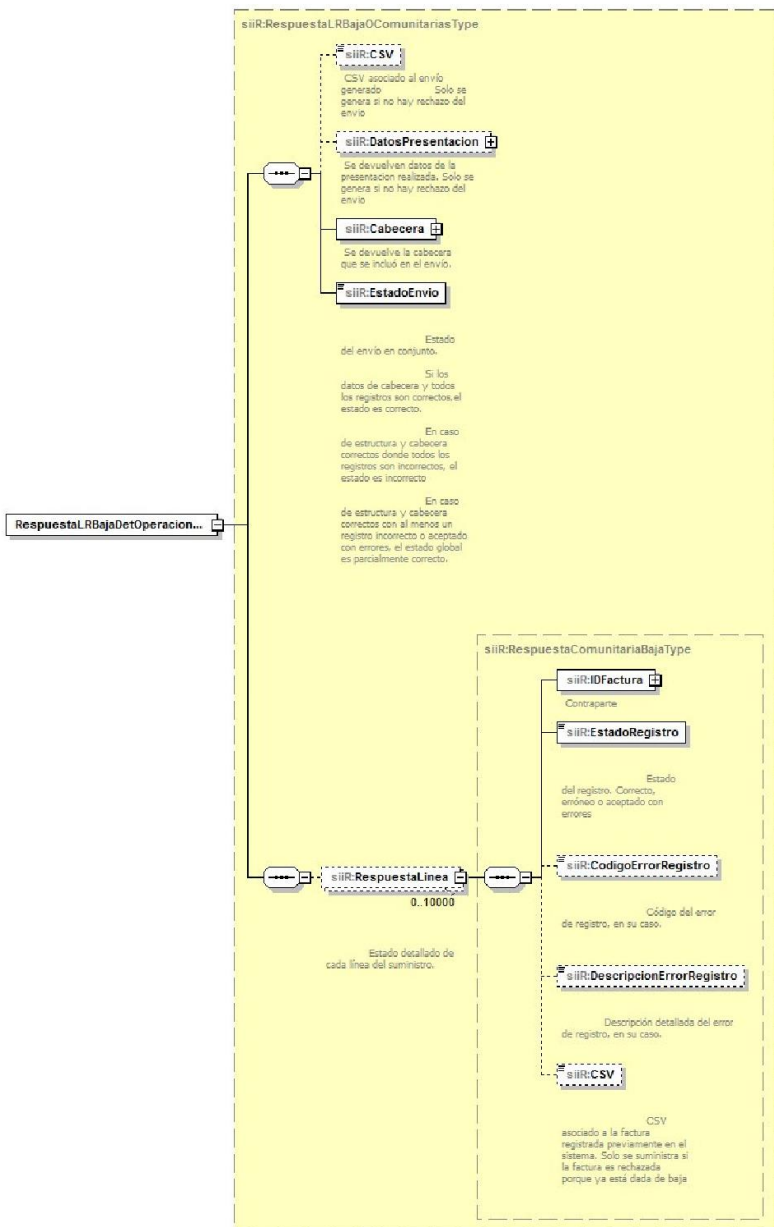 siiR:RespuestaLRBajaOComunitariasType
siiR:CSV
CSV asociado al envío
generado Solo se
genera si no hay rechazo del
envío
siiR:DatosPresentacion
Se devuelven datos de la
presentacion realizada. Solo se
genera si no hay rechazo del
envío
siiR:Cabecera
Se devuelve la cabecera
que se incluó en el envío.
siiR:EstadoEnvio
Estado
del envío en conjunto.
Si los
datos de cabecera y todos
los registros son correctos,el
estado es correcto.
En caso
de estructura y cabecera
correctos donde todos los
registros son incorrectos, el
estado es incorrecto
En caso
de estructura y cabecera
correctos con al menos un
registro incorrecto o aceptado
con errores, el estado global
es parcialmente correcto.
RespuestaLRBajaDetOperacion...
siiR:RespuestaLinea
0..10000
Estado detallado de
cada línea del suministro.
siiR:RespuestaComunitariaBajaType
siiR:IDFactura
Contraparte
siiR:EstadoRegistro
Estado
del registro. Correcto,
erróneo o aceptado con
errores
siiR:CodigoErrorRegistro
Código del error
de registro, en su caso.
siiR:DescripcionErrorRegistro
Descripción detallada del error
de registro, en su caso.
siiR:CSV
CSV
asociado a la factura
registrada previamente en el
sistema. Solo se suministra si
la factura es rechazada
porque ya está dada de baja